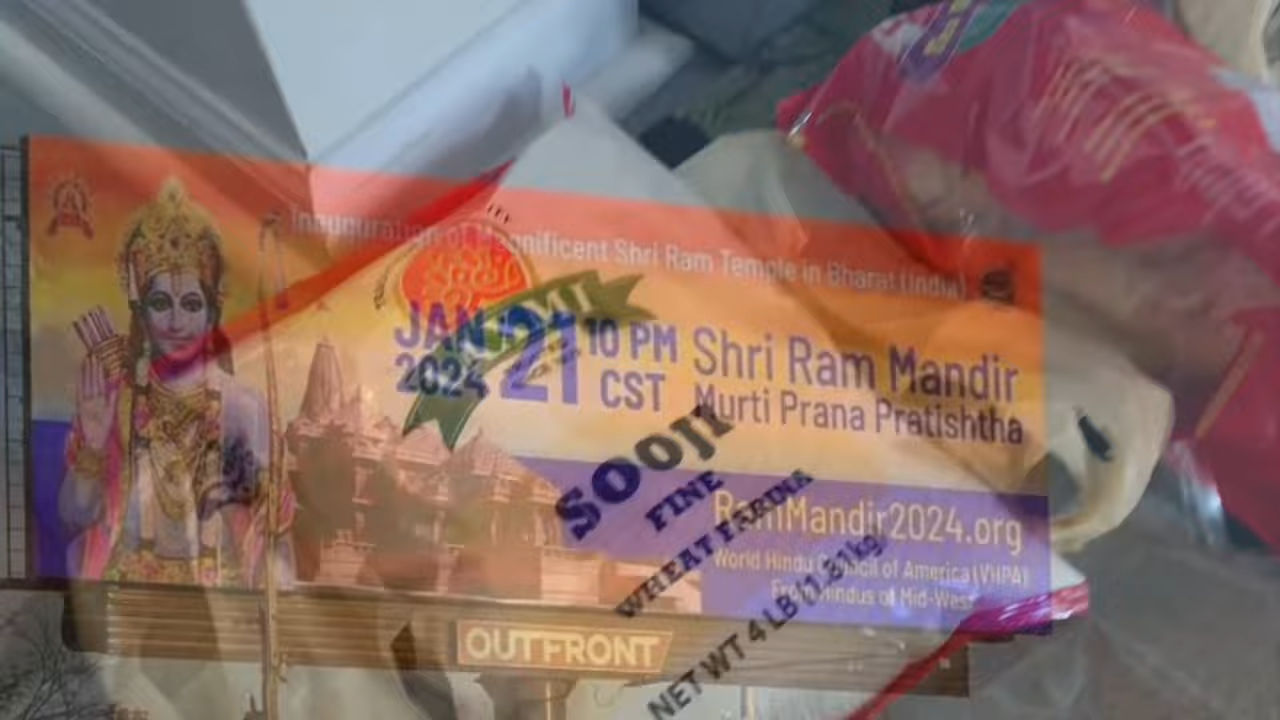 Inauguration of Magnificent Shri Ram Temple in Bharat (India)
JAN 21 10 PM
2024 CST
Shri Ram Mandir
Murti Prana Pratishtha
RamMandir2024.org
World Hindu Council of America (VHPA)
From Hindus of Mid-West
OUTFRONT
SOOJI
FINE
WHEAT FARINA
NET WT 4 LB (1.81kg)